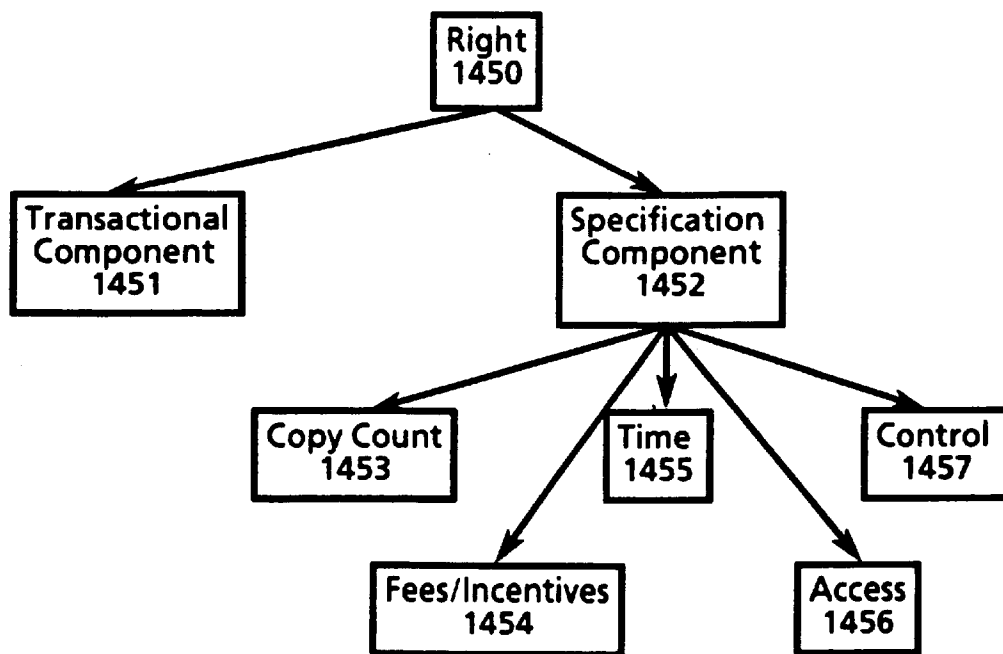 Right
1450
Transactional
Component
1451
Specification
Component
1452
Copy Count
1453
Time
1455
Control
1457
Fees/Incentives
1454
Access
1456